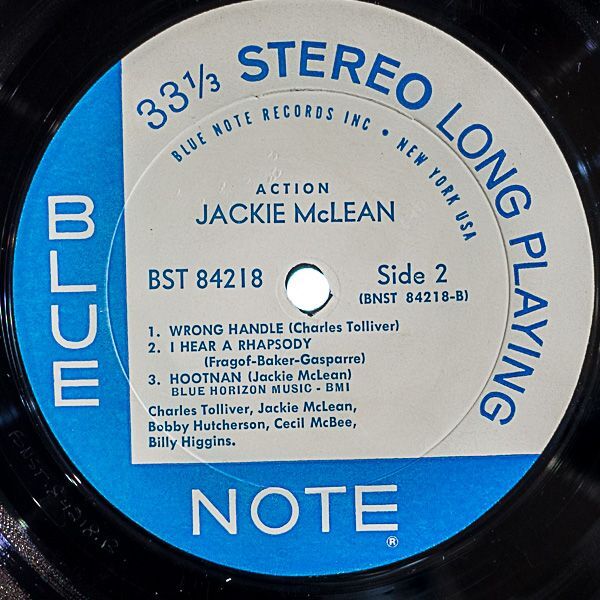 33 1/3 STEREO LONG PLAYING
BLUE NOTE RECORDS INC • NEW YORK USA
ACTION
JACKIE McLEAN
BST 84218
Side 2
(BNST 84218-B)
1. WRONG HANDLE (Charles Tolliver)
2. I HEAR A RHAPSODY
(Fragof-Baker-Gasparre)
3. HOOTNAN (Jackie McLean)
BLUE HORIZON MUSIC - BMI
Charles Tolliver, Jackie McLean,
Bobby Hutcherson, Cecil McBee,
Billy Higgins.
BLUE
NOTE
®